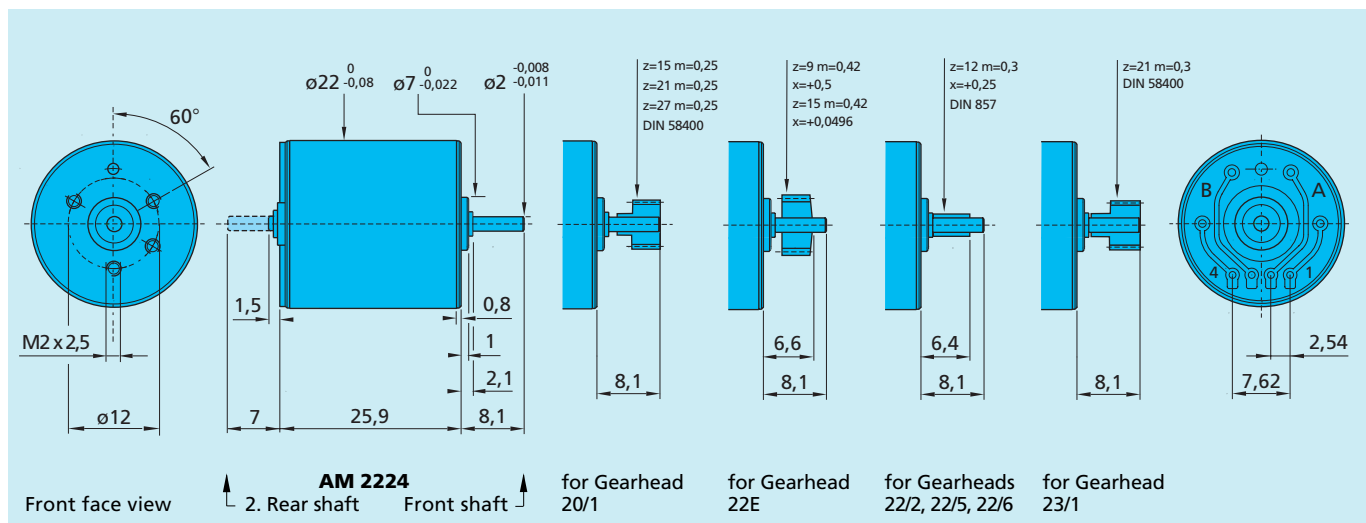 60°
M2 x 2,5
ø12
Front face view
ø22 0 -0,08
ø7 0 -0,022
ø2 -0,008 -0,011
1,5
0,8
1
2,1
7
25,9
8,1
AM 2224
2. Rear shaft
Front shaft
z=15 m=0,25
z=21 m=0,25
z=27 m=0,25
DIN 58400
8,1
for Gearhead
20/1
z=9 m=0,42
x=+0,5
z=15 m=0,42
x=+0,0496
6,6
8,1
for Gearhead
22E
z=12 m=0,3
x=+0,25
DIN 857
6,4
8,1
for Gearheads
22/2, 22/5, 22/6
z=21 m=0,3
DIN 58400
8,1
for Gearhead
23/1
B
A
4
1
2,54
7,62